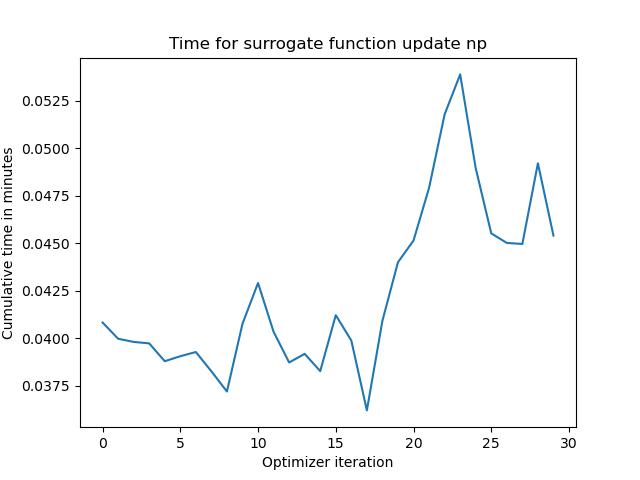 Time for surrogate function update np
Cumulative time in minutes
0.0525
0.0500
0.0475
0.0450
0.0425
0.0400
0.0375
0 5 10 15 20 25 30
Optimizer iteration